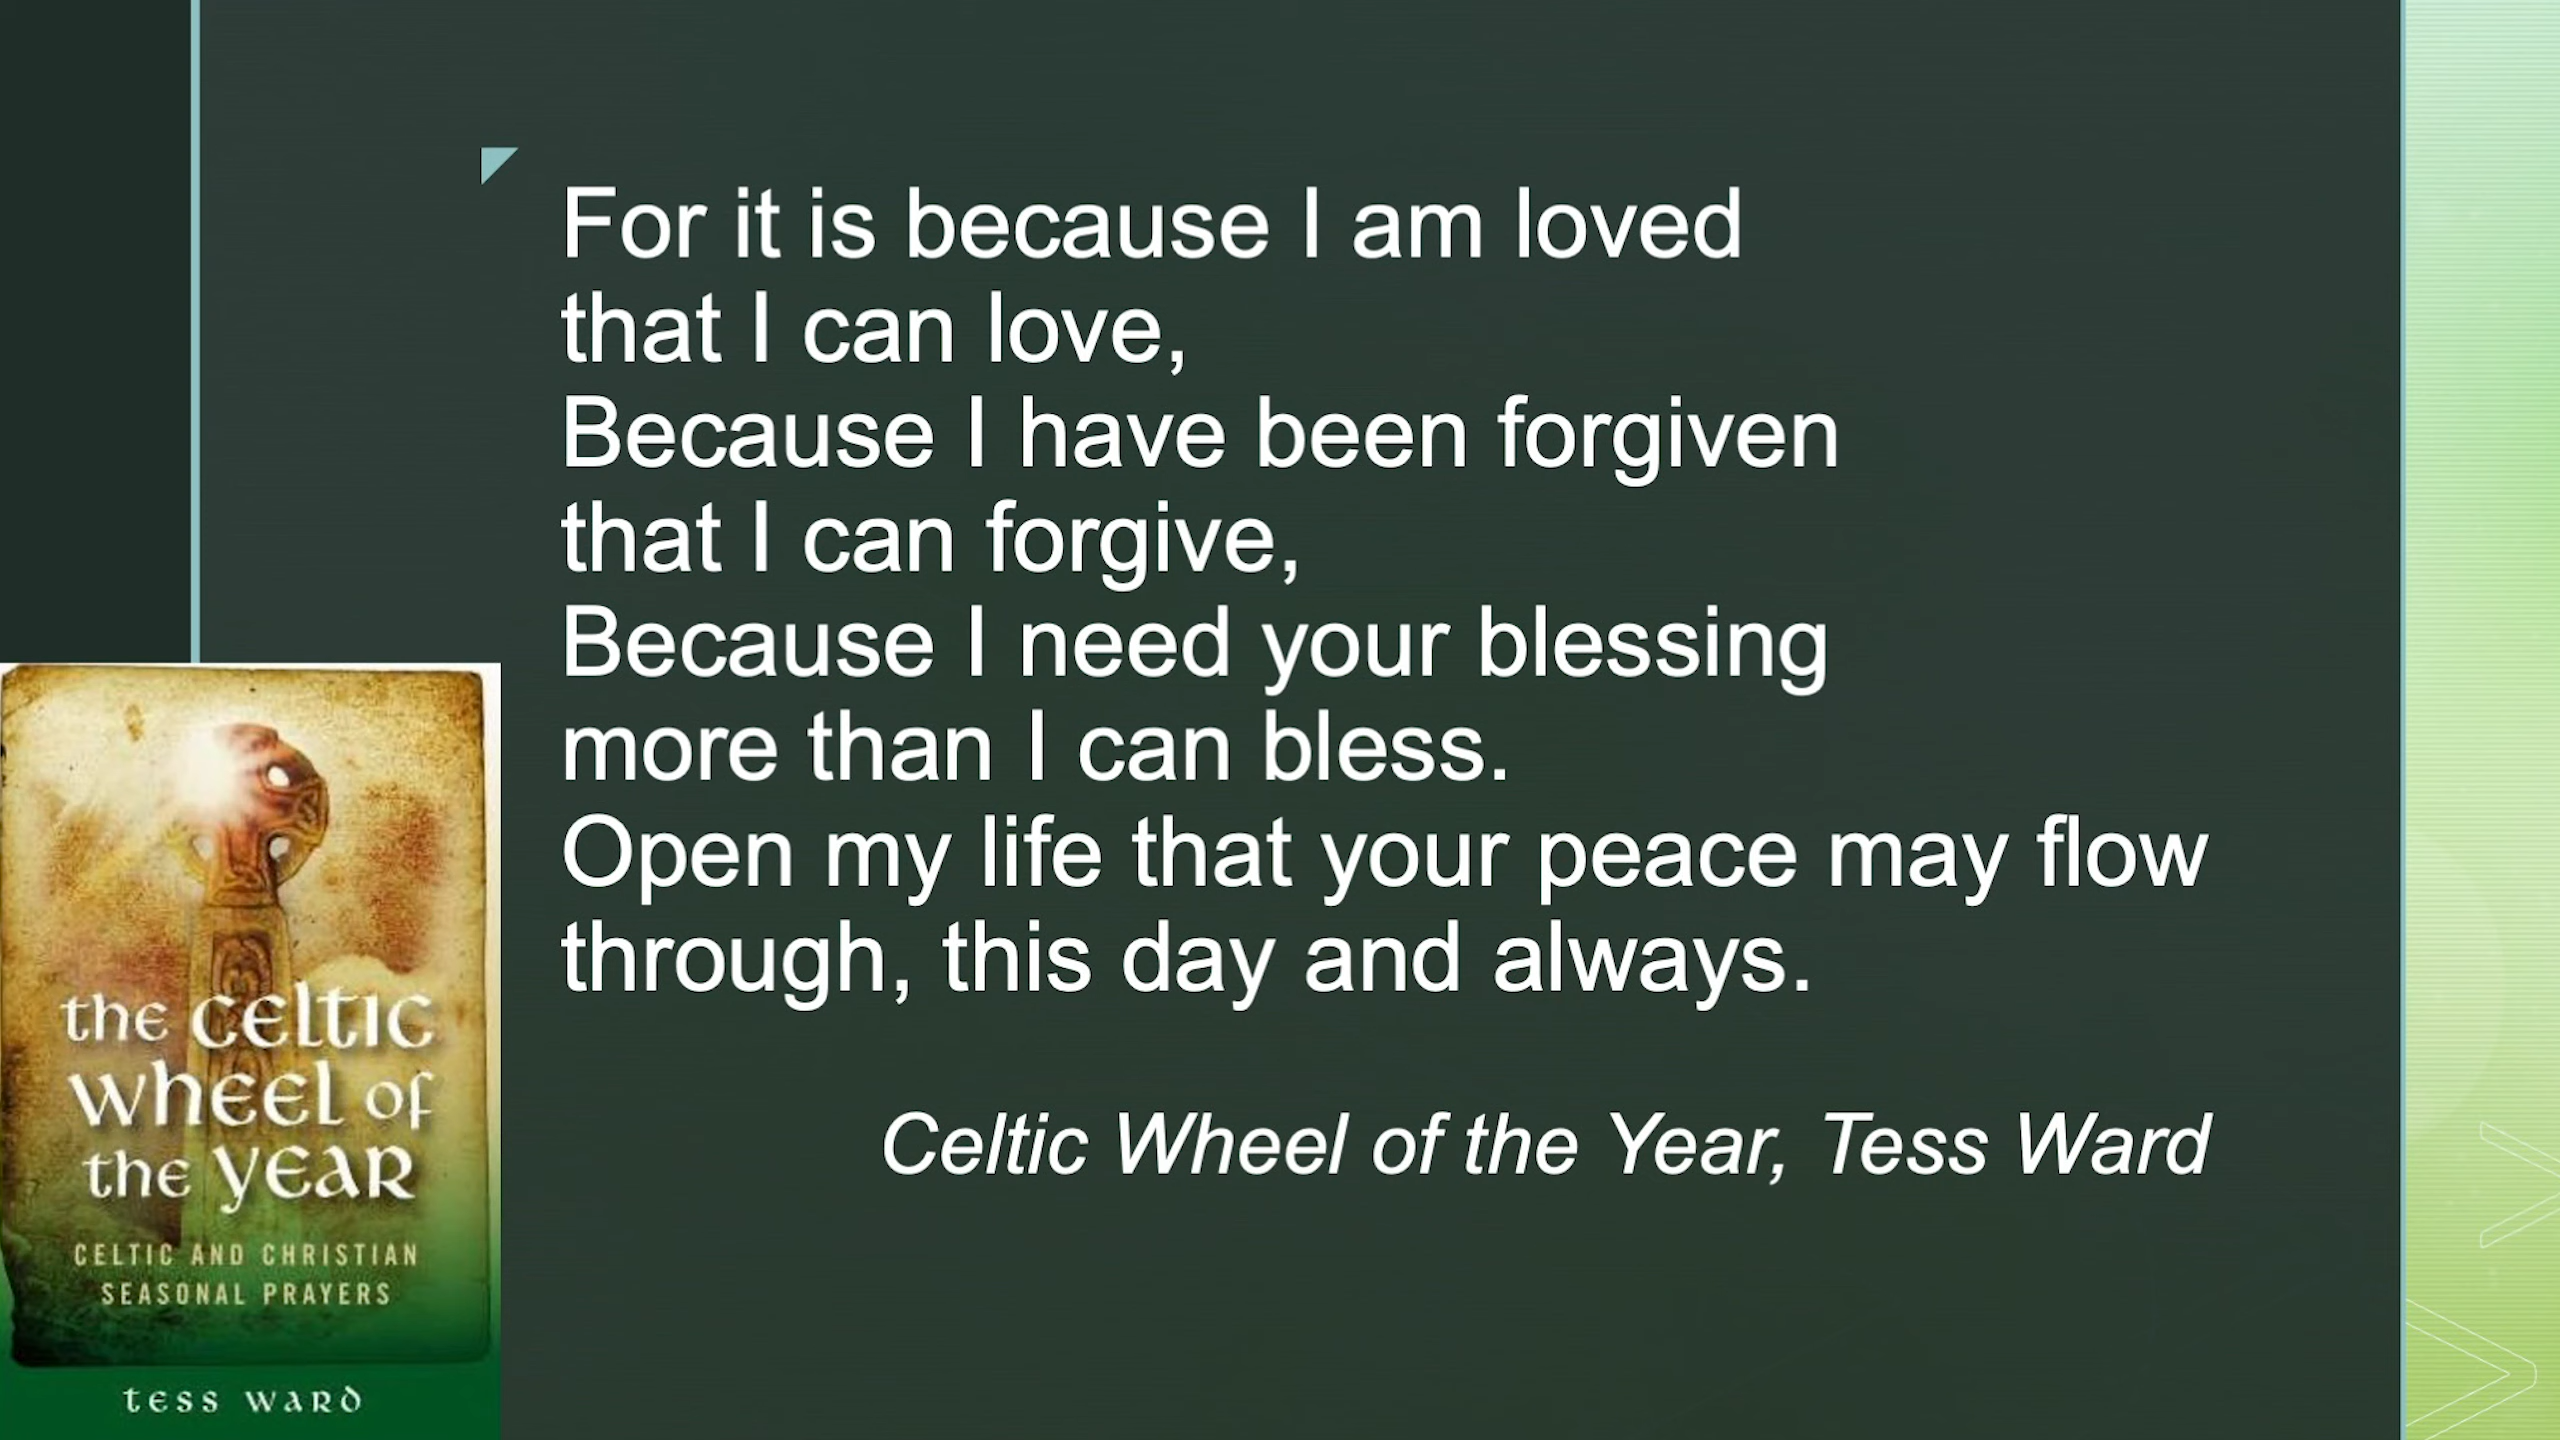 For it is because I am loved
that I can love,
Because I have been forgiven
that I can forgive,
Because I need your blessing
more than I can bless.
Open my life that your peace may flow
through, this day and always.
Celtic Wheel of the Year, Tess Ward
the celtic
wheel of
the year
CELTIC AND CHRISTIAN
SEASONAL PRAYERS
tess ward